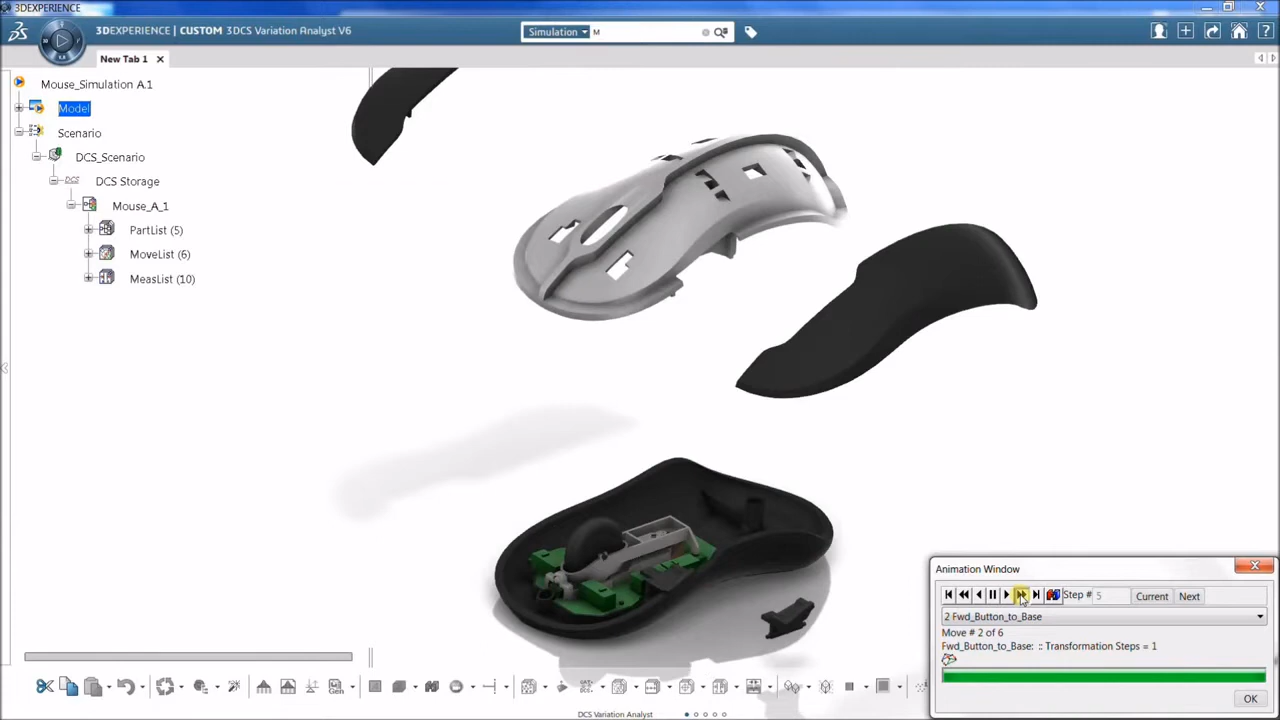 3DEXPERIENCE
3DEXPERIENCE | CUSTOM 3DCS Variation Analyst V6
Simulation
M
New Tab 1
Mouse_Simulation A.1
Model
Scenario
DCS_Scenario
DCS Storage
Mouse_A_1
PartList (5)
MoveList (6)
MeasList (10)
Animation Window
Step # 5 Current Next
2 Fwd_Button_to_Base
Move # 2 of 6
Fwd_Button_to_Base: :: Transformation Steps = 1
OK
DCS Variation Analyst